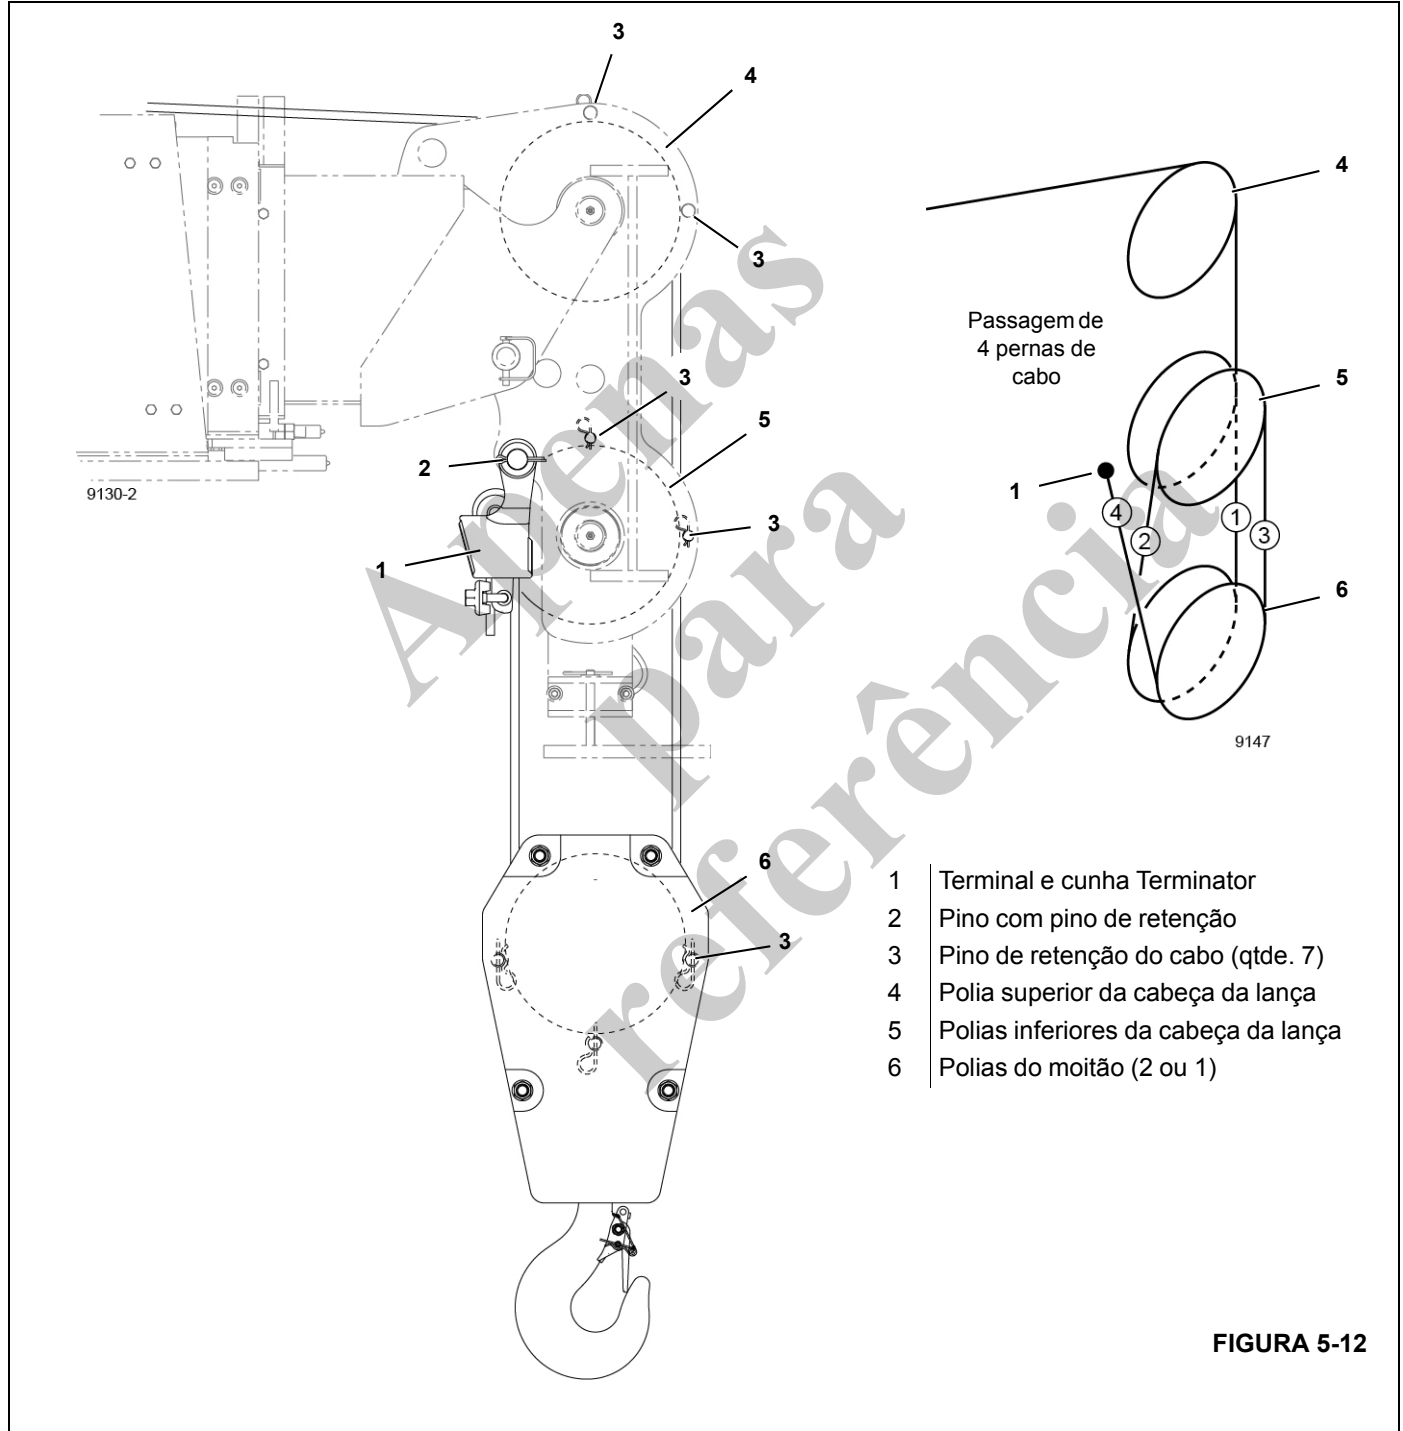 3
4
3
3
5
2
3
1
6
3
9130-2
4
Passagem de
4 pernas de
cabo
5
1
4
2
1
3
6
9147
1 Terminal e cunha Terminator
2 Pino com pino de retenção
3 Pino de retenção do cabo (qtde. 7)
4 Polia superior da cabeça da lança
5 Polias inferiores da cabeça da lança
6 Polias do moitão (2 ou 1)
FIGURA 5-12
Apenas
para
referência